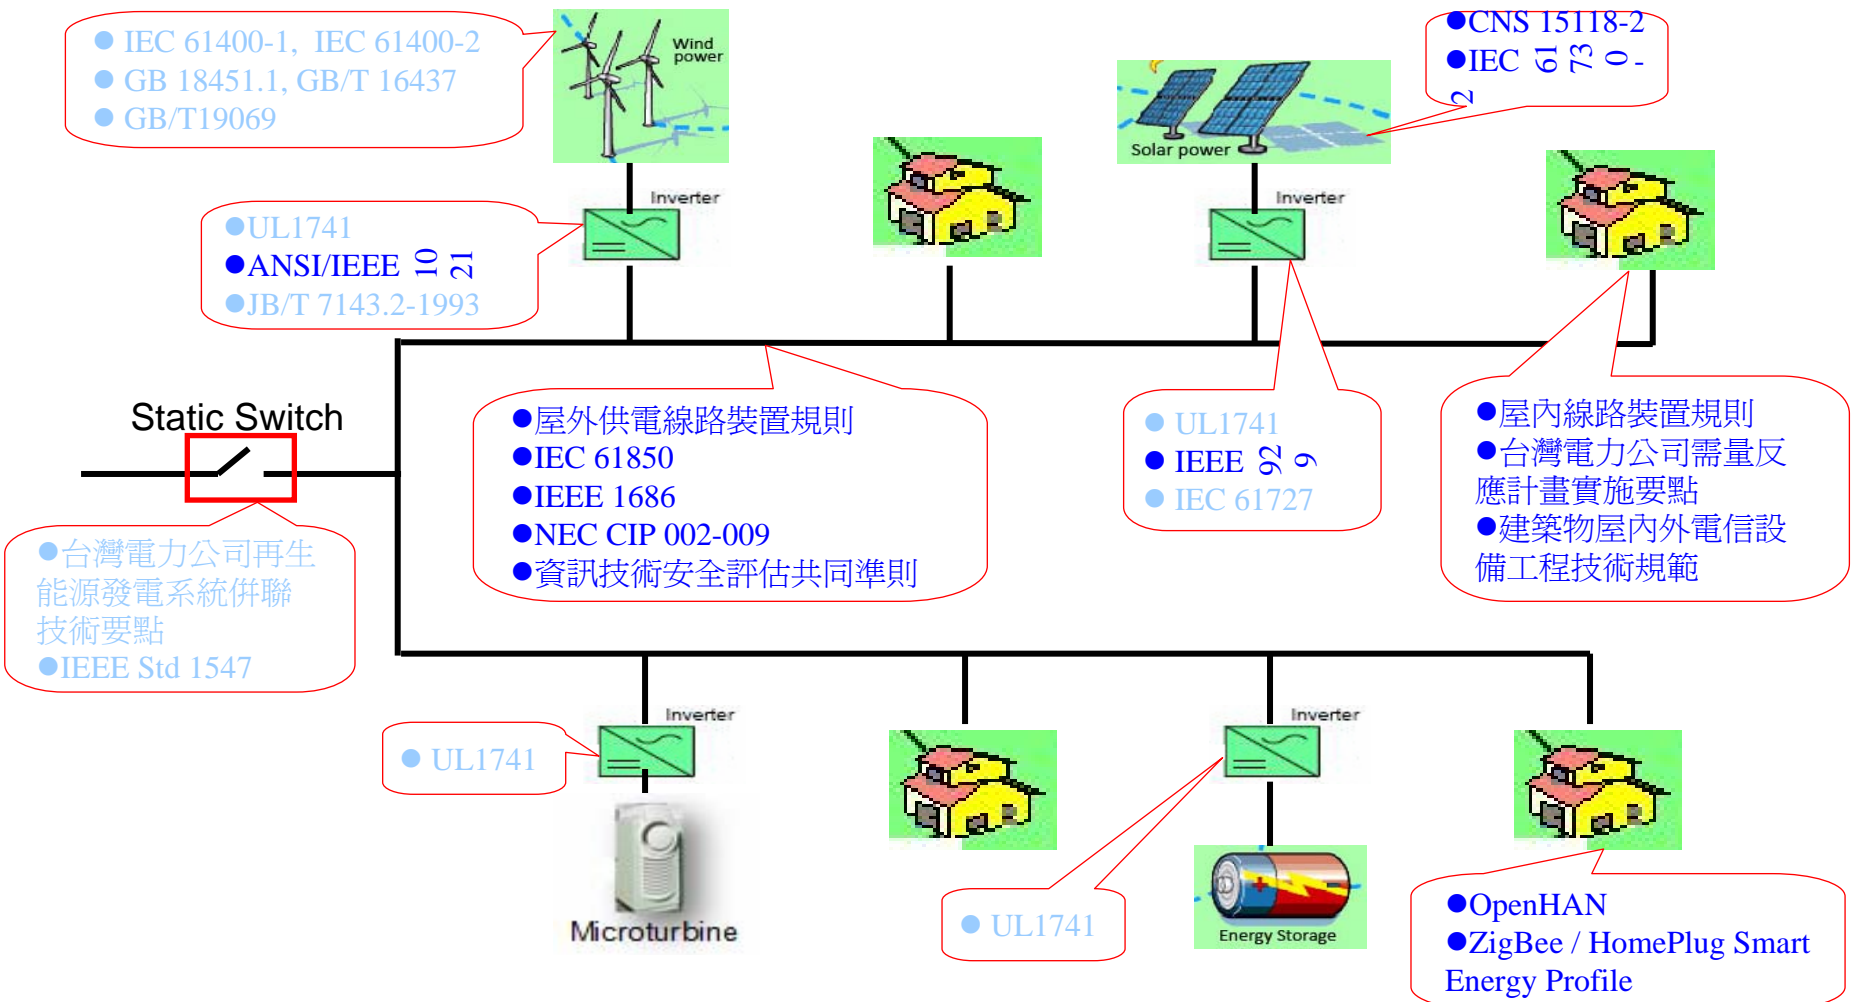 ● IEC 61400-1, IEC 61400-2
● GB 18451.1, GB/T 16437
● GB/T19069
Wind
power
●CNS 15118-2
●IEC 61730-
2
Solar power
Inverter
Inverter
●UL1741
●ANSI/IEEE 1021
●JB/T 7143.2-1993
Static Switch
●屋外供電線路裝置規則
●IEC 61850
●IEEE 1686
●NEC CIP 002-009
●資訊技術安全評估共同準則
● UL1741
● IEEE 929
● IEC 61727
●屋內線路裝置規則
●台灣電力公司需量反
應計畫實施要點
●建築物屋內外電信設
備工程技術規範
●台灣電力公司再生
能源發電系統併聯
技術要點
●IEEE Std 1547
Inverter
Inverter
● UL1741
Microturbine
● UL1741
Energy Storage
●OpenHAN
●ZigBee / HomePlug Smart
Energy Profile